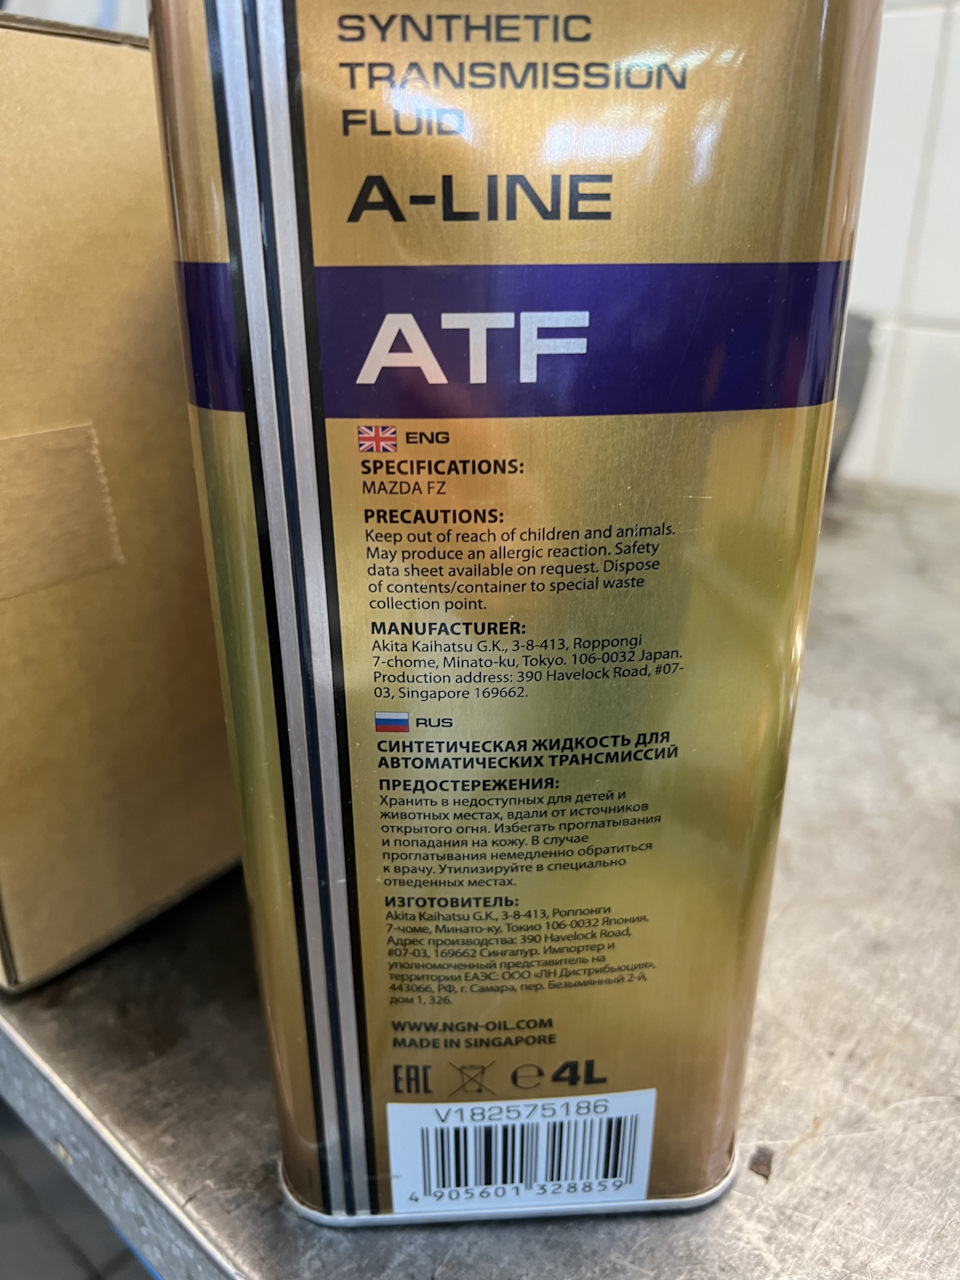 SYNTHETIC
TRANSMISSION
FLUID
A-LINE
ATF
ENG
SPECIFICATIONS:
MAZDA FZ
PRECAUTIONS:
Keep out of reach of children and animals.
May produce an allergic reaction. Safety
data sheet available on request. Dispose
of contents/container to special waste
collection point.
MANUFACTURER:
Akita Kaihatsu G.K., 3-8-413, Roppongi
7-chome, Minato-ku, Tokyo. 106-0032 Japan.
Production address: 390 Havelock Road, #07-
03, Singapore 169662.
RUS
СИНТЕТИЧЕСКАЯ ЖИДКОСТЬ ДЛЯ
АВТОМАТИЧЕСКИХ ТРАНСМИССИЙ
ПРЕДОСТЕРЕЖЕНИЯ:
Хранить в недоступных для детей и
животных местах, вдали от источников
открытого огня. Избегать проглатывания
и попадания на кожу. В случае
проглатывания немедленно обратиться
к врачу. Утилизируйте в специально
отведенных местах.
ИЗГОТОВИТЕЛЬ:
Akita Kaihatsu G.K., 3-8-413, Роппонги
7-чоме, Минато-ку, Токио 106-0032 Япония.
Адрес производства: 390 Havelock Road,
#07-03, 169662 Сингапур. Импортер и
уполномоченный представитель на
территории ЕАЭС: ООО «ЛН Дистрибьюция»,
443066, РФ, г. Самара, пер. Безымянный 2-й,
дом 1, 326.
WWW.NGN-OIL.COM
MADE IN SINGAPORE
EAC e 4L
V182575186
4 905601 328859